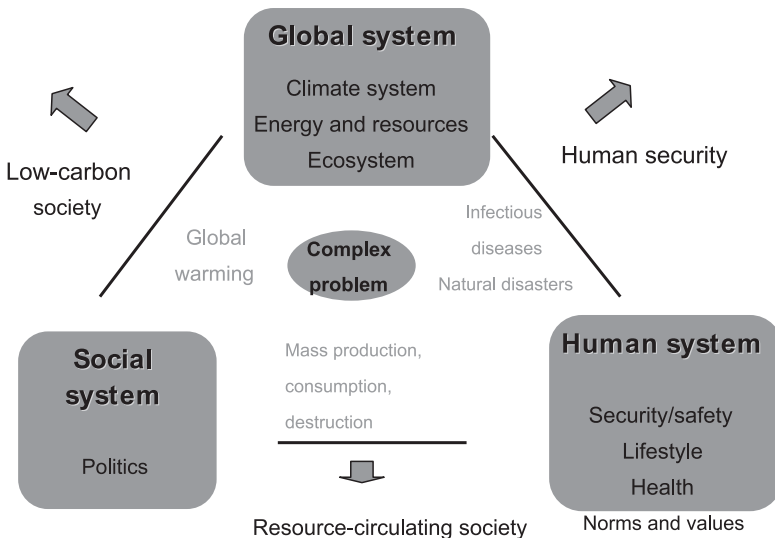 Global system
Climate system
Energy and resources
Ecosystem
Low-carbon
society
Human security
Global
warming
Complex
problem
Infectious
diseases
Natural disasters
Social
system
Politics
Mass production,
consumption,
destruction
Human system
Security/safety
Lifestyle
Health
Norms and values
Resource-circulating society